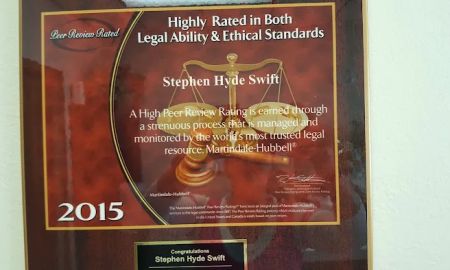 Peer Review Rated
Highly Rated in Both
Legal Ability & Ethical Standards
Stephen Hyde Swift
A High Peer Review Rating is earned through
a strenuous process that is managed and
monitored by the world's most trusted legal
resource, Martindale-Hubbell®
Martindale-Hubbell®
2015
Congratulations
Stephen Hyde Swift